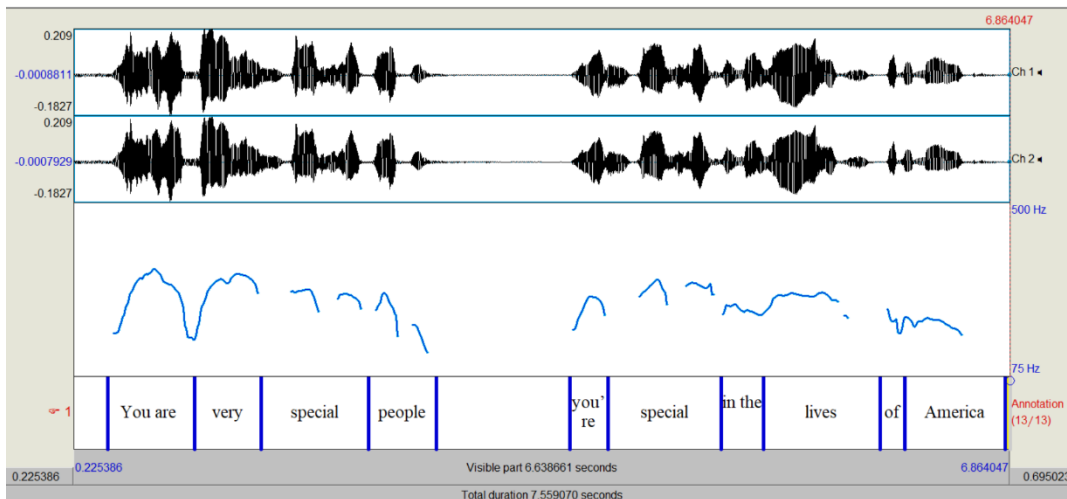 6.864047
0.209
-0.0008811
-0.1827
Ch 1
0.209
-0.0007929
-0.1827
Ch 2
500 Hz
75 Hz
1
You are very special people you’re special in the lives of America
Annotation
(13/13)
0.225386 Visible part 6.638661 seconds 6.864047
0.225386 0.695023
Total duration 7.559070 seconds